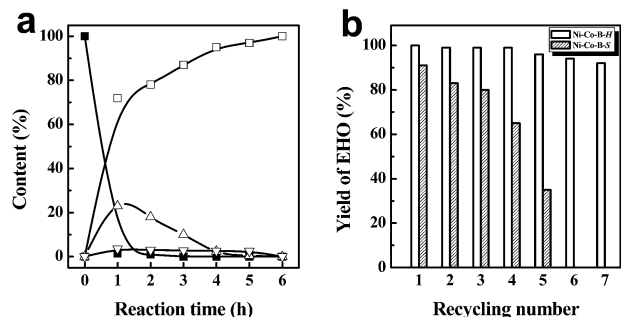 a
100
80
60
40
20
0
Content (%)
0 1 2 3 4 5 6
Reaction time (h)
b
Ni-Co-B-H
Ni-Co-B-S
100
80
60
40
20
0
Yield of EHO (%)
1 2 3 4 5 6 7
Recycling number